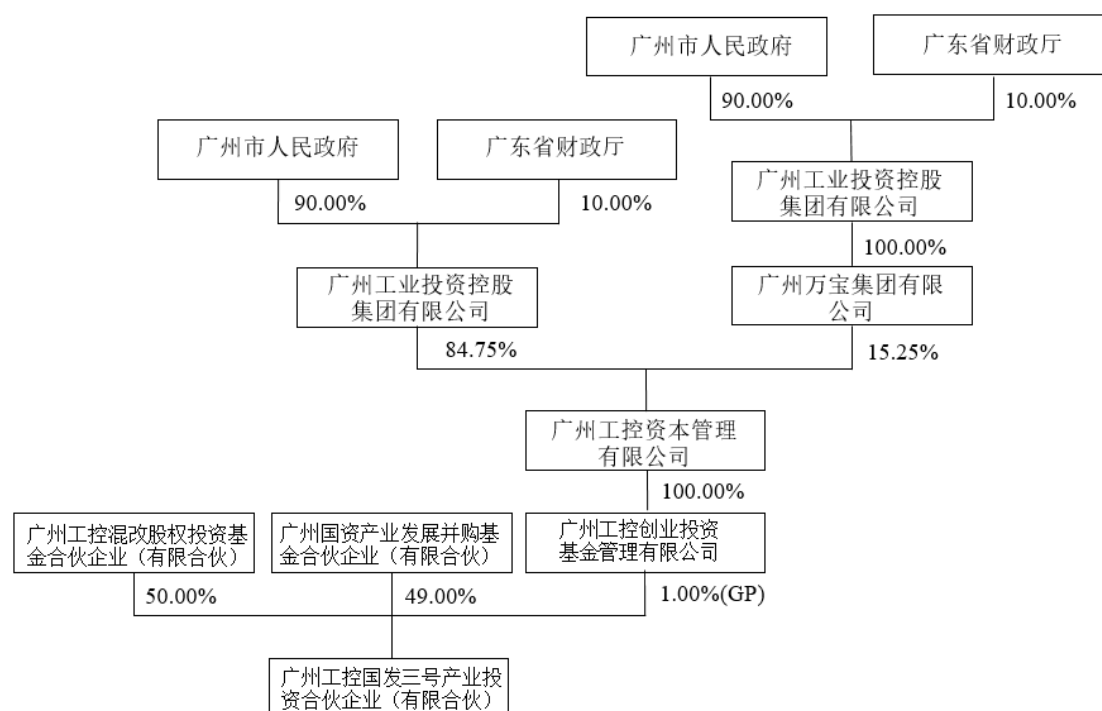 广州市人民政府
广东省财政厅
90.00%
10.00%
广州市人民政府
广东省财政厅
广州工业投资控股
集团有限公司
90.00%
10.00%
100.00%
广州工业投资控股
集团有限公司
广州万宝集团有限
公司
84.75%
15.25%
广州工控资本管理
有限公司
100.00%
广州工控混改股权投资基
金合伙企业（有限合伙）
广州国资产业发展并购基
金合伙企业（有限合伙）
广州工控创业投资
基金管理有限公司
50.00%
49.00%
1.00%(GP)
广州工控国发三号产业投
资合伙企业（有限合伙）